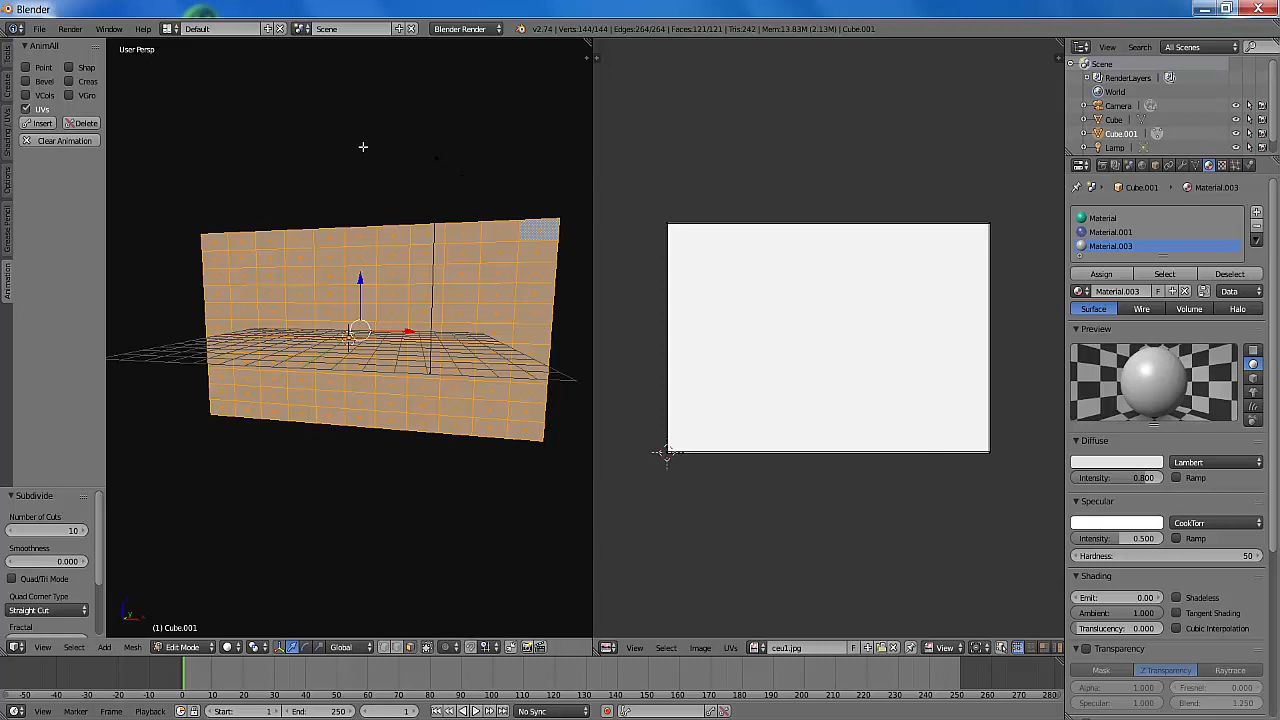 Blender
File Render Window Help Default Scene Blender Render v2.74 | Verts:144/144 | Edges:264/264 | Faces:121/121 | Tris:242 | Mem:13.83M (2.13M) | Cube.001
AnimAll
Point Shap
Bevel Creas
VCols VGro
UVs
Insert Delete
Clear Animation
Tools
Create
Shading / UVs
Options
Grease Pencil
Animation
Subdivide
Number of Cuts
10
Smoothness
0.000
Quad/Tri Mode
Quad Corner Type
Straight Cut
Fractal
User Persp
(1) Cube.001
View Select Add Mesh Edit Mode Global
View Select Image UVs ceu1.jpg F View
View Search All Scenes
Scene
RenderLayers
World
Camera
Cube
Cube.001
Lamp
Cube.001 Material.003
Material
Material.001
Material.003
Assign Select Deselect
Material.003 F Data
Surface Wire Volume Halo
Preview
Diffuse
Lambert
Intensity: 0.800 Ramp
Specular
CookTorr
Intensity: 0.500 Ramp
Hardness: 50
Shading
Emit: 0.00 Shadeless
Ambient: 1.000 Tangent Shading
Translucency: 0.000 Cubic Interpolation
Transparency
Mask Z Transparency Raytrace
Alpha: 1.000 Fresnel: 0.000
Specular: 1.000 Blend: 1.250
-50 -40 -30 -20 -10 0 10 20 30 40 50 60 70 80 90 100 110 120 130 140 150 160 170 180 190 200 210 220 230 240 250 260 270 280
View Marker Frame Playback Start: 1 End: 250 1 No Sync